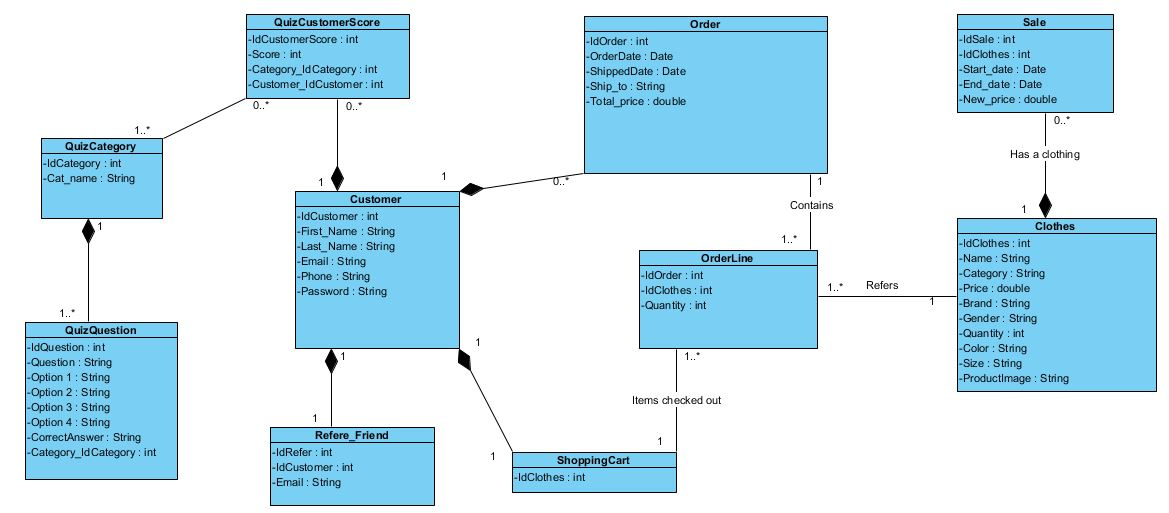 QuizCustomerScore
-IdCustomerScore : int
-Score : int
-Category_IdCategory : int
-Customer_IdCustomer : int
0..*
0..*
Order
-IdOrder : int
-OrderDate : Date
-ShippedDate : Date
-Ship_to : String
-Total_price : double
Sale
-IdSale : int
-IdClothes : int
-Start_date : Date
-End_date : Date
-New_price : double
0..*
Has a clothing
1
1..*
QuizCategory
-IdCategory : int
-Cat_name : String
1
1
1
0..*
1
Contains
1..*
Customer
-IdCustomer : int
-First_Name : String
-Last_Name : String
-Email : String
-Phone : String
-Password : String
OrderLine
-IdOrder : int
-IdClothes : int
-Quantity : int
1..*
Refers
1
Clothes
-IdClothes : int
-Name : String
-Category : String
-Price : double
-Brand : String
-Gender : String
-Quantity : int
-Color : String
-Size : String
-ProductImage : String
1..*
QuizQuestion
-IdQuestion : int
-Question : String
-Option 1 : String
-Option 2 : String
-Option 3 : String
-Option 4 : String
-CorrectAnswer : String
-Category_IdCategory : int
1
1
1..*
Items checked out
1
1
1
Refere_Friend
-IdRefer : int
-IdCustomer : int
-Email : String
ShoppingCart
-IdClothes : int